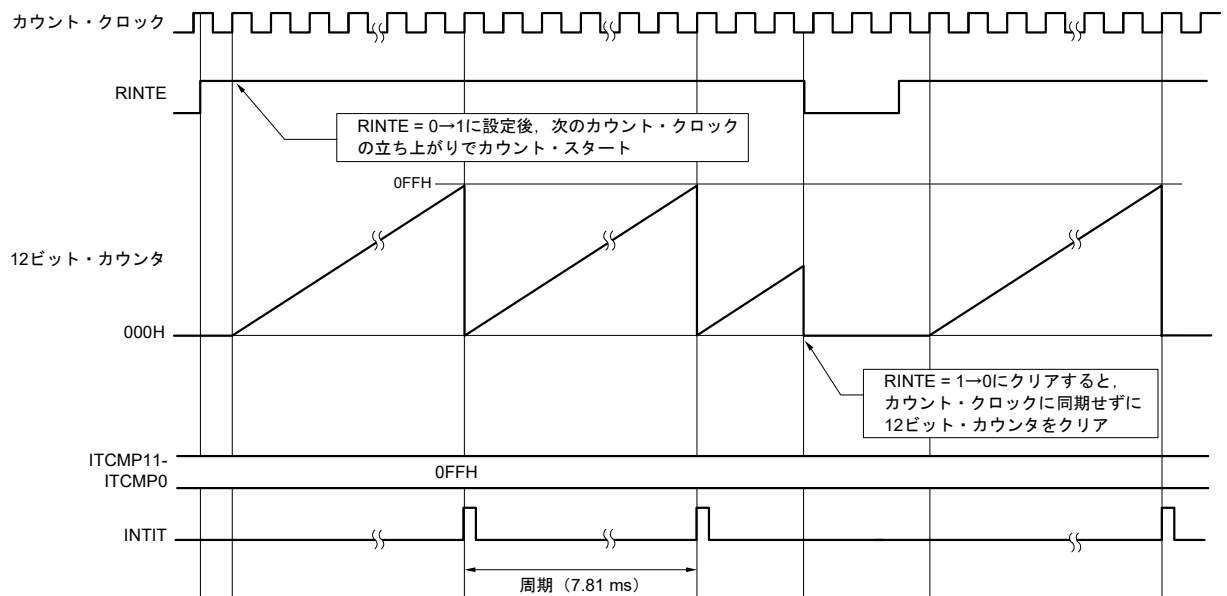 カウント・クロック
RINTE
RINTE = 0→1に設定後，次のカウント・クロック
の立ち上がりでカウント・スタート
0FFH
12ビット・カウンタ
000H
RINTE = 1→0にクリアすると，
カウント・クロックに同期せずに
12ビット・カウンタをクリア
ITCMP11-
ITCMP0
0FFH
INTIT
周期（7.81 ms）